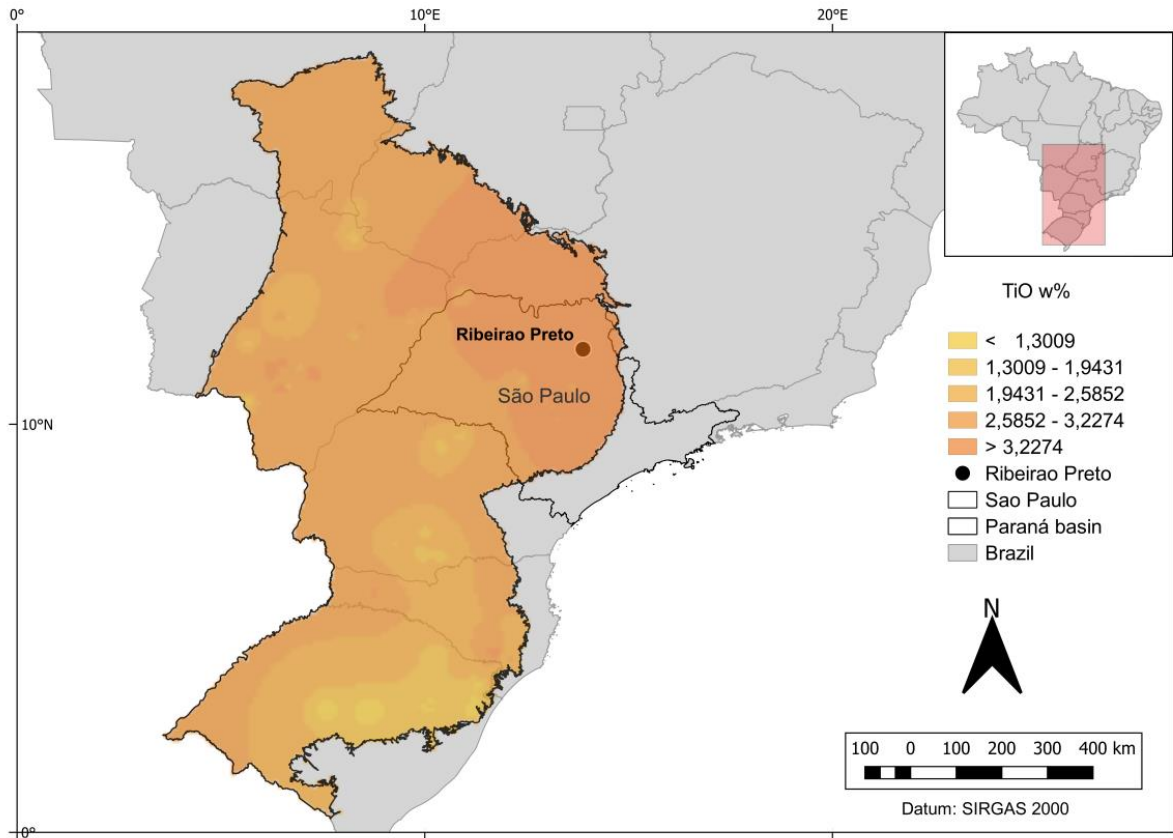 0°
10°E
20°E
Ribeirao Preto
São Paulo
10°N
0°
TiO w%
< 1,3009
1,3009 - 1,9431
1,9431 - 2,5852
2,5852 - 3,2274
> 3,2274
Ribeirao Preto
Sao Paulo
Paraná basin
Brazil
N
100 0 100 200 300 400 km
Datum: SIRGAS 2000